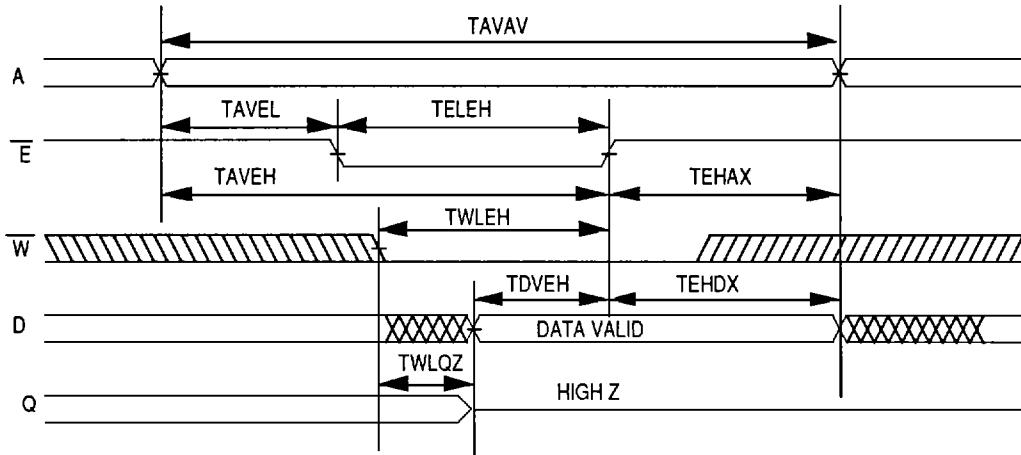 TAVAV
A
TAVEL TELEH
E
TAVEH TEHAX
TWLEH
W
TDVEH TEHDX
D DATA VALID
TWLQZ
Q HIGH Z